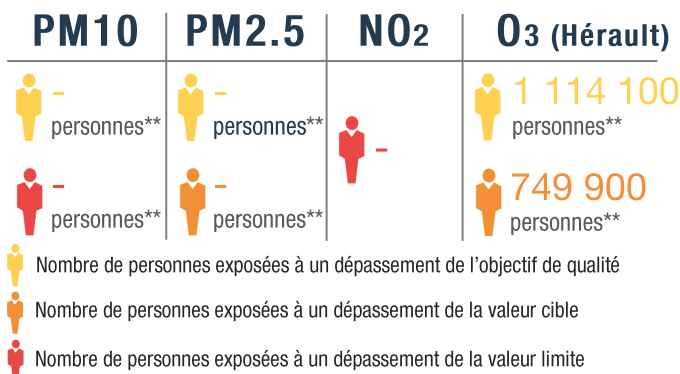 PM10 PM2.5 NO2 O3 (Hérault)
- - 1 114 100
personnes** personnes** personnes**
-
- - 749 900
personnes** personnes** personnes**
Nombre de personnes exposées à un dépassement de l'objectif de qualité
Nombre de personnes exposées à un dépassement de la valeur cible
Nombre de personnes exposées à un dépassement de la valeur limite